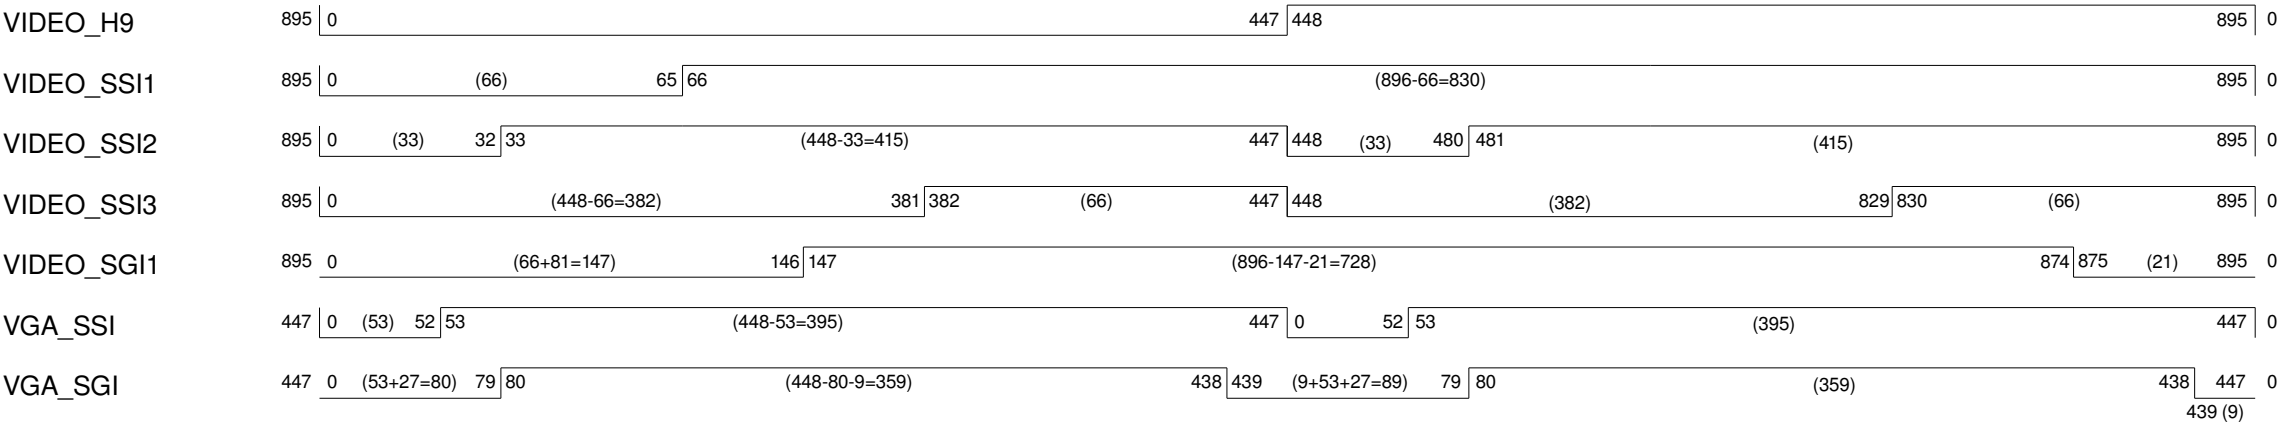 VIDEO_H9 895 0 447 448 895 0
VIDEO_SSI1 895 0 (66) 65 66 (896-66=830) 895 0
VIDEO_SSI2 895 0 (33) 32 33 (448-33=415) 447 448 (33) 480 481 (415) 895 0
VIDEO_SSI3 895 0 (448-66=382) 381 382 (66) 447 448 (382) 829 830 (66) 895 0
VIDEO_SGI1 895 0 (66+81=147) 146 147 (896-147-21=728) 874 875 (21) 895 0
VGA_SSI 447 0 (53) 52 53 (448-53=395) 447 0 52 53 (395) 447 0
VGA_SGI 447 0 (53+27=80) 79 80 (448-80-9=359) 438 439 (9+53+27=89) 79 80 (359) 438 447 0
439 (9)